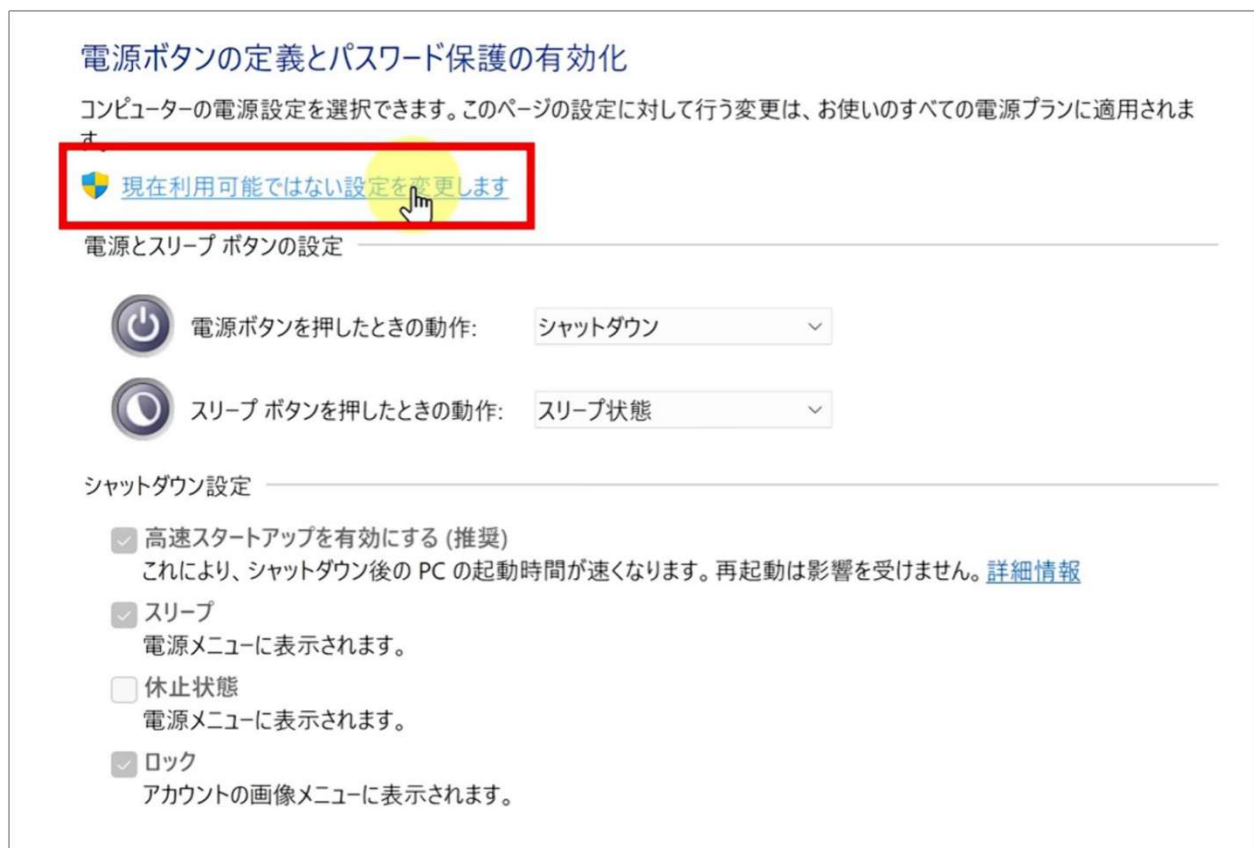 電源ボタンの定義とパスワード保護の有効化
コンピューターの電源設定を選択できます。このページの設定に対して行う変更は、お使いのすべての電源プランに適用されま
す。
現在利用可能ではない設定を変更します
電源とスリープ ボタンの設定
電源ボタンを押したときの動作: シャットダウン
スリープ ボタンを押したときの動作: スリープ状態
シャットダウン設定
高速スタートアップを有効にする (推奨)
これにより、シャットダウン後の PC の起動時間が速くなります。再起動は影響を受けません。詳細情報
スリープ
電源メニューに表示されます。
休止状態
電源メニューに表示されます。
ロック
アカウントの画像メニューに表示されます。